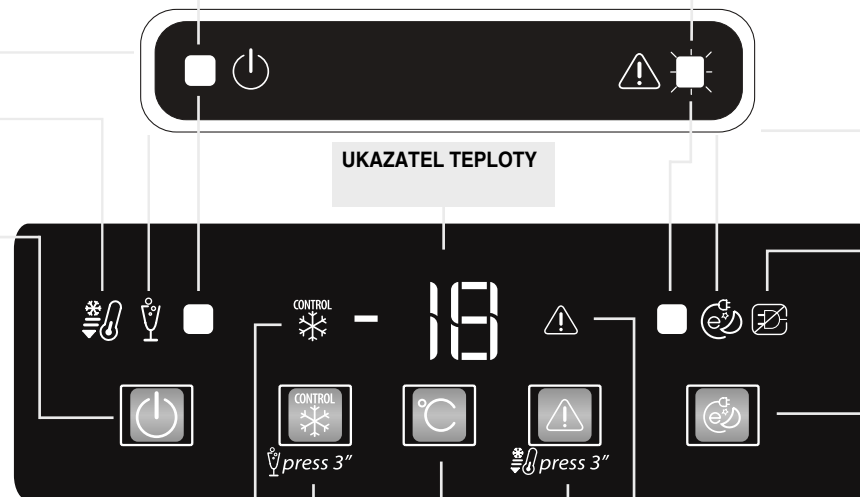 UKAZATEL TEPLOTY
CONTROL
-18
CONTROL
°C
press 3"
press 3"